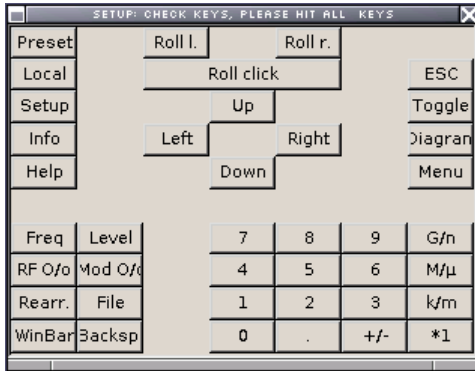 SETUP: CHECK KEYS, PLEASE HIT ALL KEYS
Preset Roll l. Roll r.
Local Roll click ESC
Setup Up Toggle
Info Left Right Diagran
Help Down Menu
Freq Level 7 8 9 G/n
RF O/o Mod O/o 4 5 6 M/µ
Rearr. File 1 2 3 k/m
WinBar Backsp 0 . +/- *1